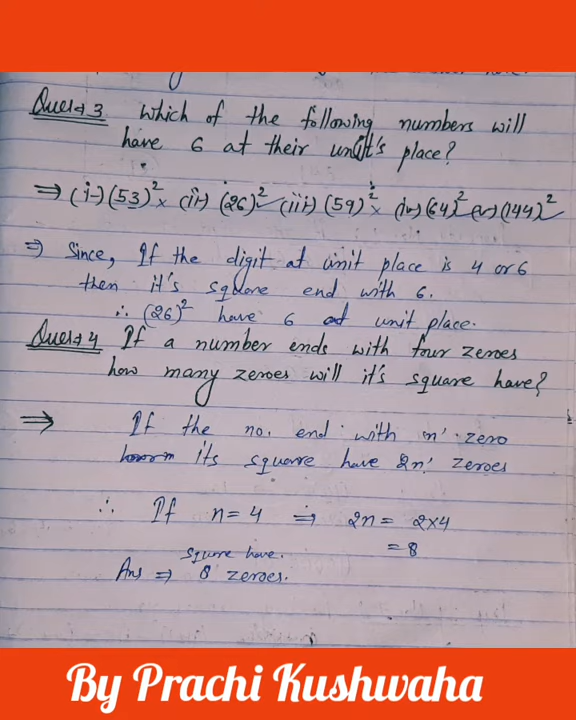 Ques→3 Which of the following numbers will
have 6 at their unit's place?
⇒ (i-) (53)²× (ii-) (26)²✓ (iii-) (59)²× (iv-) (64)²✓ (v-) (144)²✓
⇒ Since, If the digit at unit place is 4 or 6
then it's square end with 6.
∴ (26)² have 6 at unit place.
Ques→4 If a number ends with four zeroes
how many zeroes will it's square have?
⇒ If the no. end with 'n' zero
its square have 2n' zeroes
∴ If n = 4 ⇒ 2n = 2×4
= 8
square have.
Ans ⇒ 8 zeroes.
By Prachi Kushwaha